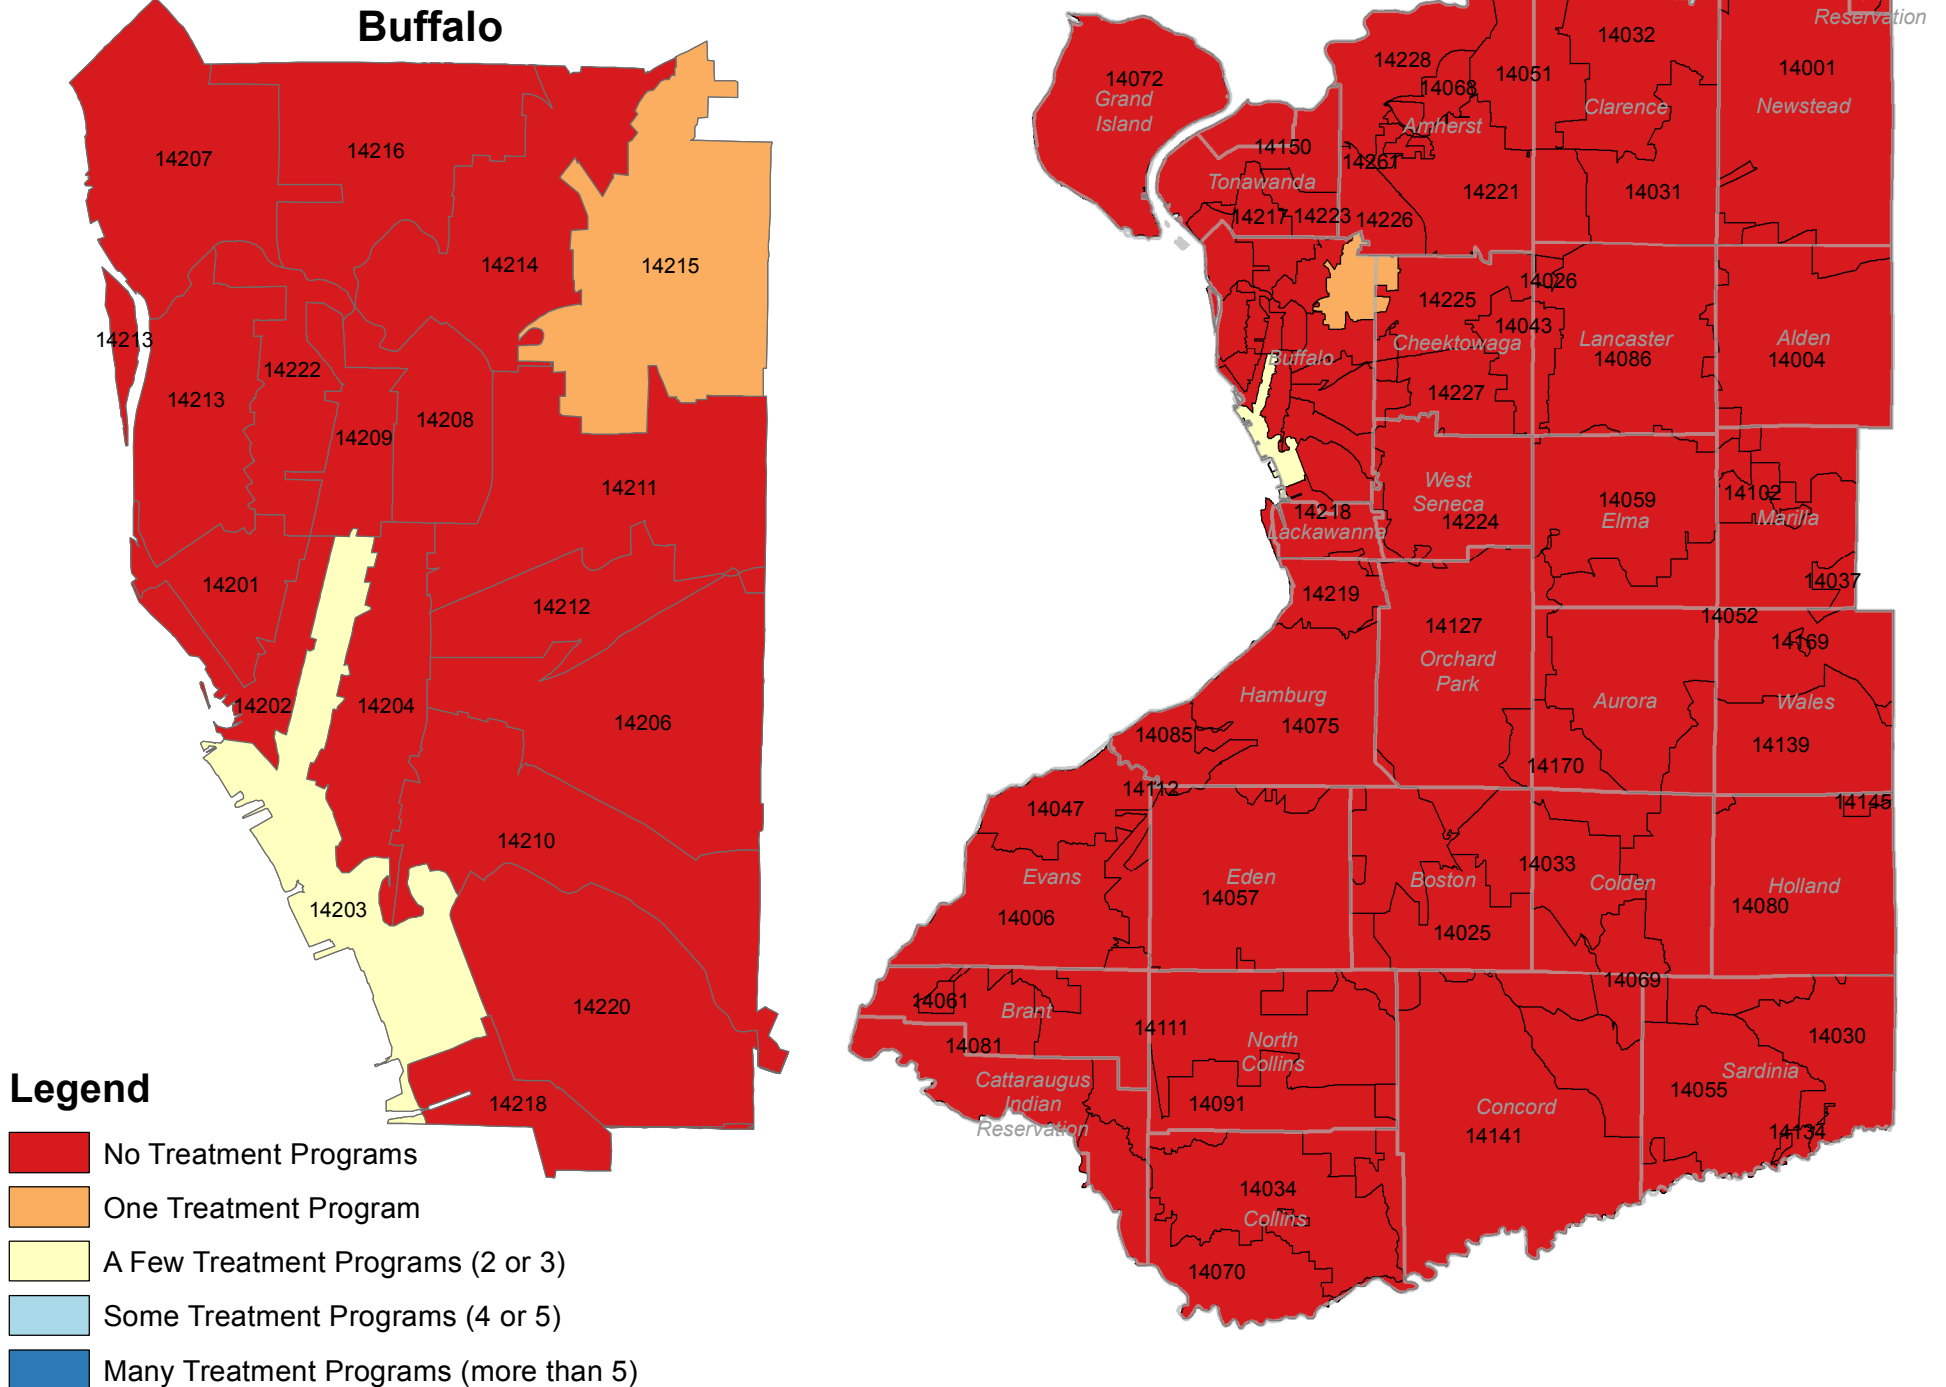 Buffalo
14207
14216
14214
14215
14213
14213
14222
14209
14208
14211
14201
14212
14202
14204
14206
14210
14203
14220
14218
Legend
No Treatment Programs
One Treatment Program
A Few Treatment Programs (2 or 3)
Some Treatment Programs (4 or 5)
Many Treatment Programs (more than 5)
Reservation
14072
Grand
Island
14228
14068
14051
14032
14001
Amherst
Clarence
Newstead
14150
14261
Tonawanda
14221
14031
14217
14223
14226
14026
14225
14043
Buffalo
Cheektowaga
Lancaster
14086
Alden
14004
14227
West
Seneca
14224
14059
Elma
14102
Marilla
14218
Lackawanna
14037
14219
14052
14127
14169
Orchard
Park
Hamburg
14075
Aurora
Wales
14085
14139
14170
14112
14047
14145
14033
Evans
Eden
14057
Boston
Colden
Holland
14080
14006
14025
14069
14061
Brant
14111
14081
North
Collins
14030
Cattaraugus
Indian
Reservation
14091
Sardinia
14055
Concord
14141
14134
14034
Collins
14070